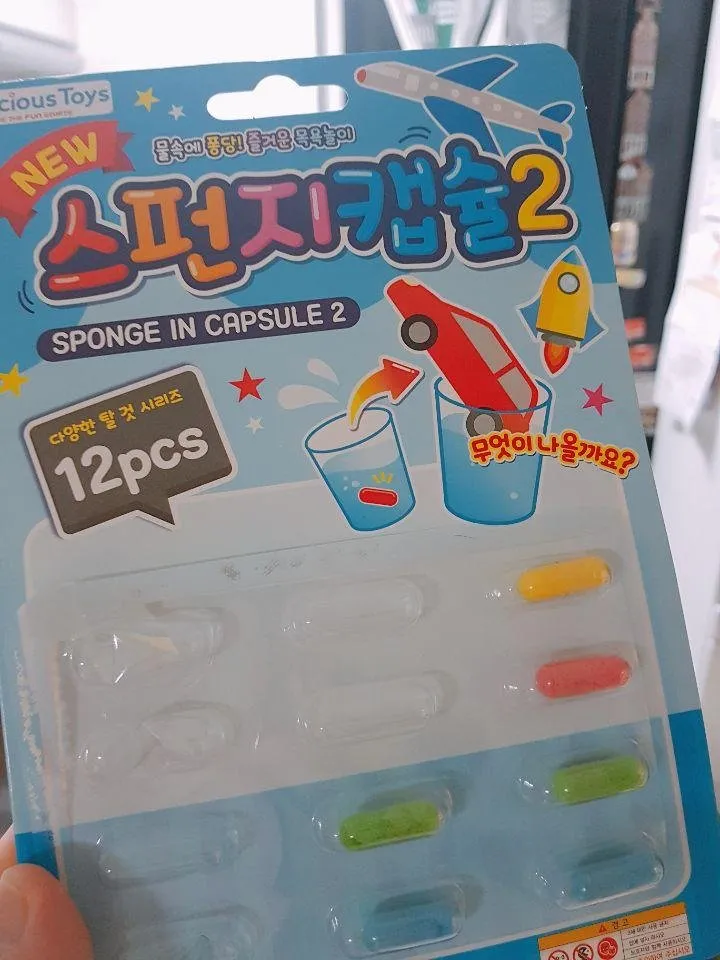 cious Toys
NEW
물속에 퐁당! 즐거운 목욕놀이
스펀지캡슐2
SPONGE IN CAPSULE 2
다양한 탈 것 시리즈
12pcs
무엇이 나올까요?
경고